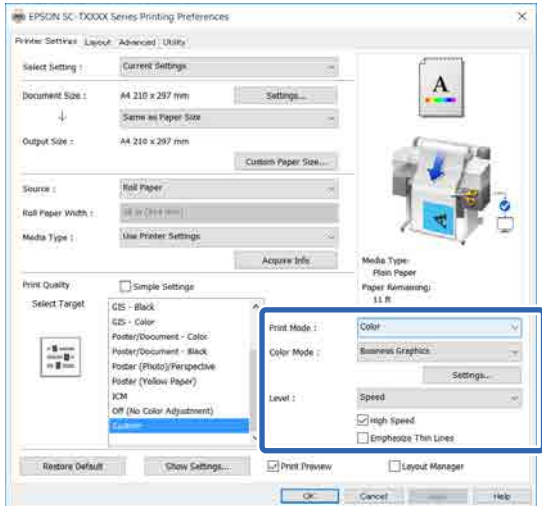 EPSON SC-TXXXX Series Printing Preferences
Printer Settings Layout Advanced Utility
Select Setting : Current Settings
Document Size : A4 210 x 297 mm Settings...
Same as Paper Size
Output Size : A4 210 x 297 mm
Custom Paper Size...
Source : Roll Paper
Roll Paper Width :
Media Type : Use Printer Settings
Acquire Info
A
Media Type:
Plain Paper
Paper Remaining:
11 ft
Print Quality Simple Settings
Select Target
GIS - Black
GIS - Color
Poster/Document - Color
Poster/Document - Black
Poster (Photo)/Perspective
Poster (Yellow Paper)
ICM
Off (No Color Adjustment)
Custom
Print Mode : Color
Color Mode : Business Graphics
Settings...
Level : Speed
High Speed
Emphasize Thin Lines
Restore Default Show Settings... Print Preview Layout Manager
OK Cancel Help